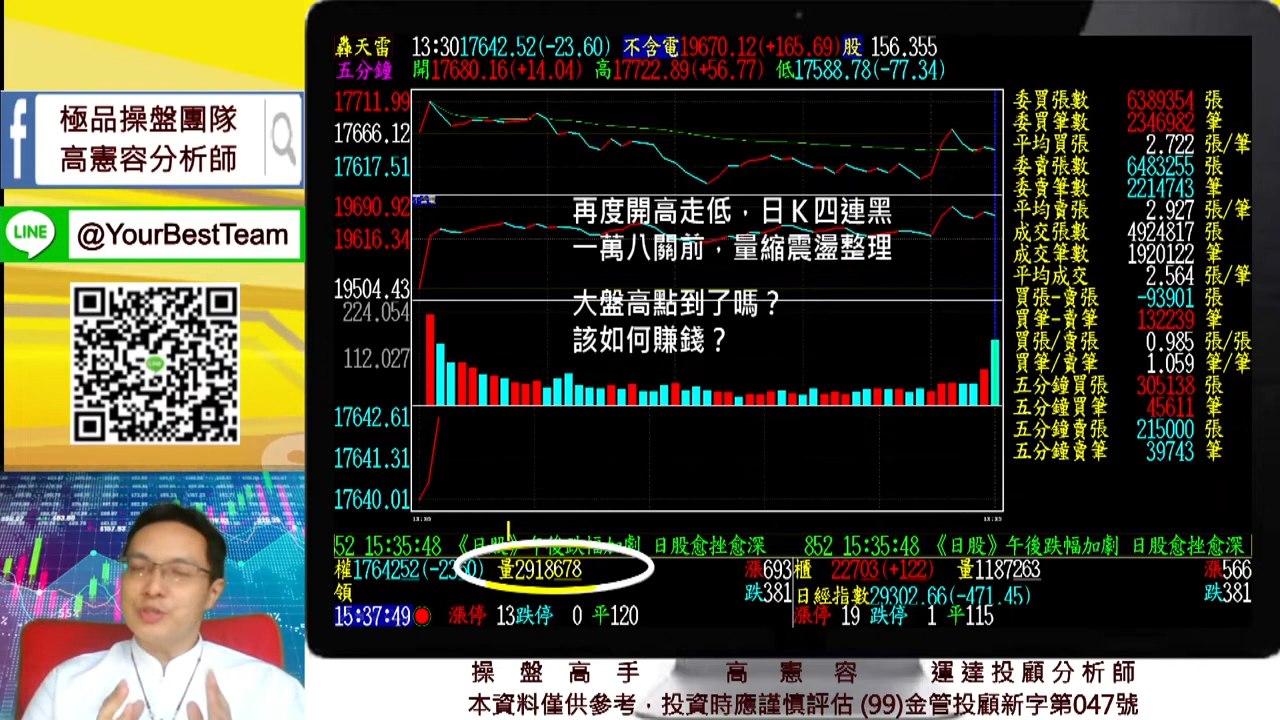 極品操盤團隊
高憲容分析師
LINE
@YourBestTeam
轟天雷 13:30 17642.52(-23.60) 不含電 19670.12(+165.69) 股 156.355
五分鐘 開17680.16(+14.04) 高17722.89(+56.77) 低17588.78(-77.34)
17711.99
17666.12
17617.51
19690.92
19616.34
19504.43
224.054
112.027
17642.61
17641.31
17640.01
再度開高走低，日Ｋ四連黑
一萬八關前，量縮震盪整理
大盤高點到了嗎？
該如何賺錢？
委買張數 6389354 張
委買筆數 2346982 筆
平均買張 2.722 張/筆
委賣張數 6483255 張
委賣筆數 2214743 筆
平均賣張 2.927 張/筆
成交張數 4924817 張
成交筆數 1920122 筆
平均成交 2.564 張/筆
買張-賣張 -93901 張
買筆-賣筆 132239 筆
買張/賣張 0.985 張/張
買筆/賣筆 1.059 筆/筆
五分鐘買張 305138 張
五分鐘買筆 45611 筆
五分鐘賣張 215000 張
五分鐘賣筆 39743 筆
52 15:35:48 《日股》午後跌幅加劇 日股愈挫愈深 852 15:35:48 《日股》午後跌幅加劇 日股愈挫愈深
量2918678 漲693 櫃 22703(+122) 量1187263 漲566
領 跌381 日經指數29302.66(-471.45) 跌381
15:37:49 漲停 13 跌停 0 平120 漲停 19 跌停 1 平115
操盤高手 高憲容 運達投顧分析師
本資料僅供參考，投資時應謹慎評估 (99)金管投顧新字第047號